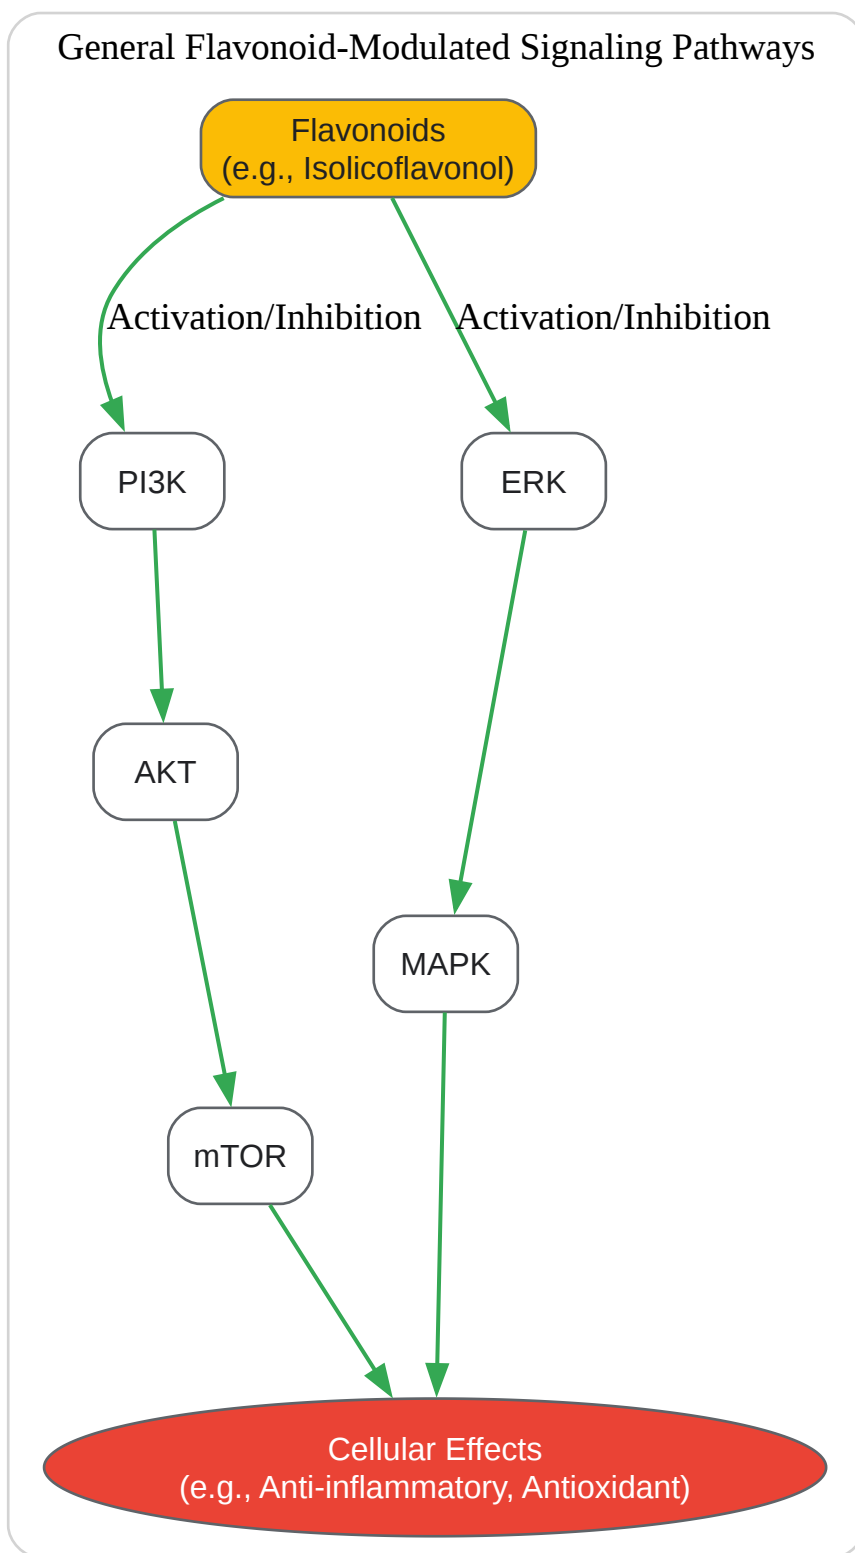 General Flavonoid-Modulated Signaling Pathways
Flavonoids
(e.g., Isolicoflavonol)
Activation/Inhibition
Activation/Inhibition
PI3K
ERK
AKT
MAPK
mTOR
Cellular Effects
(e.g., Anti-inflammatory, Antioxidant)